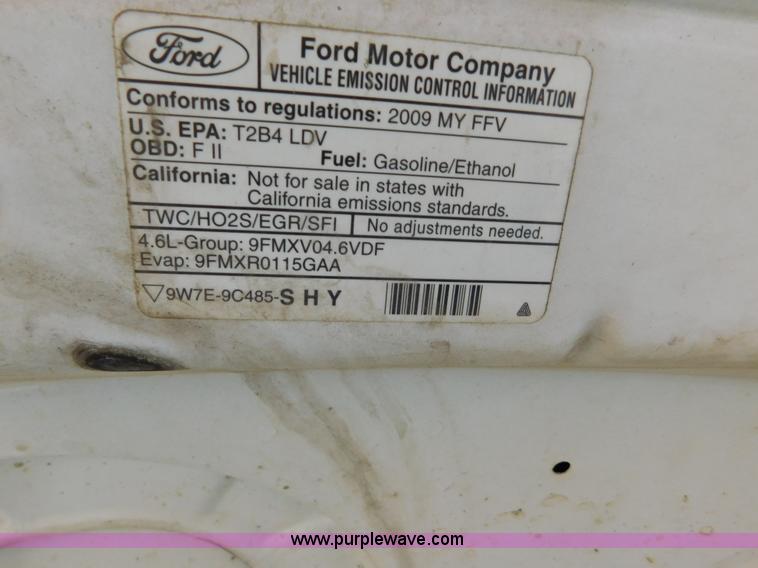 Ford
Ford Motor Company
VEHICLE EMISSION CONTROL INFORMATION
Conforms to regulations: 2009 MY FFV
U.S. EPA: T2B4 LDV
OBD: F II Fuel: Gasoline/Ethanol
California: Not for sale in states with
California emissions standards.
TWC/HO2S/EGR/SFI No adjustments needed.
4.6L-Group: 9FMXV04.6VDF
Evap: 9FMXR0115GAA
9W7E-9C485-S H Y
www.purplewave.com